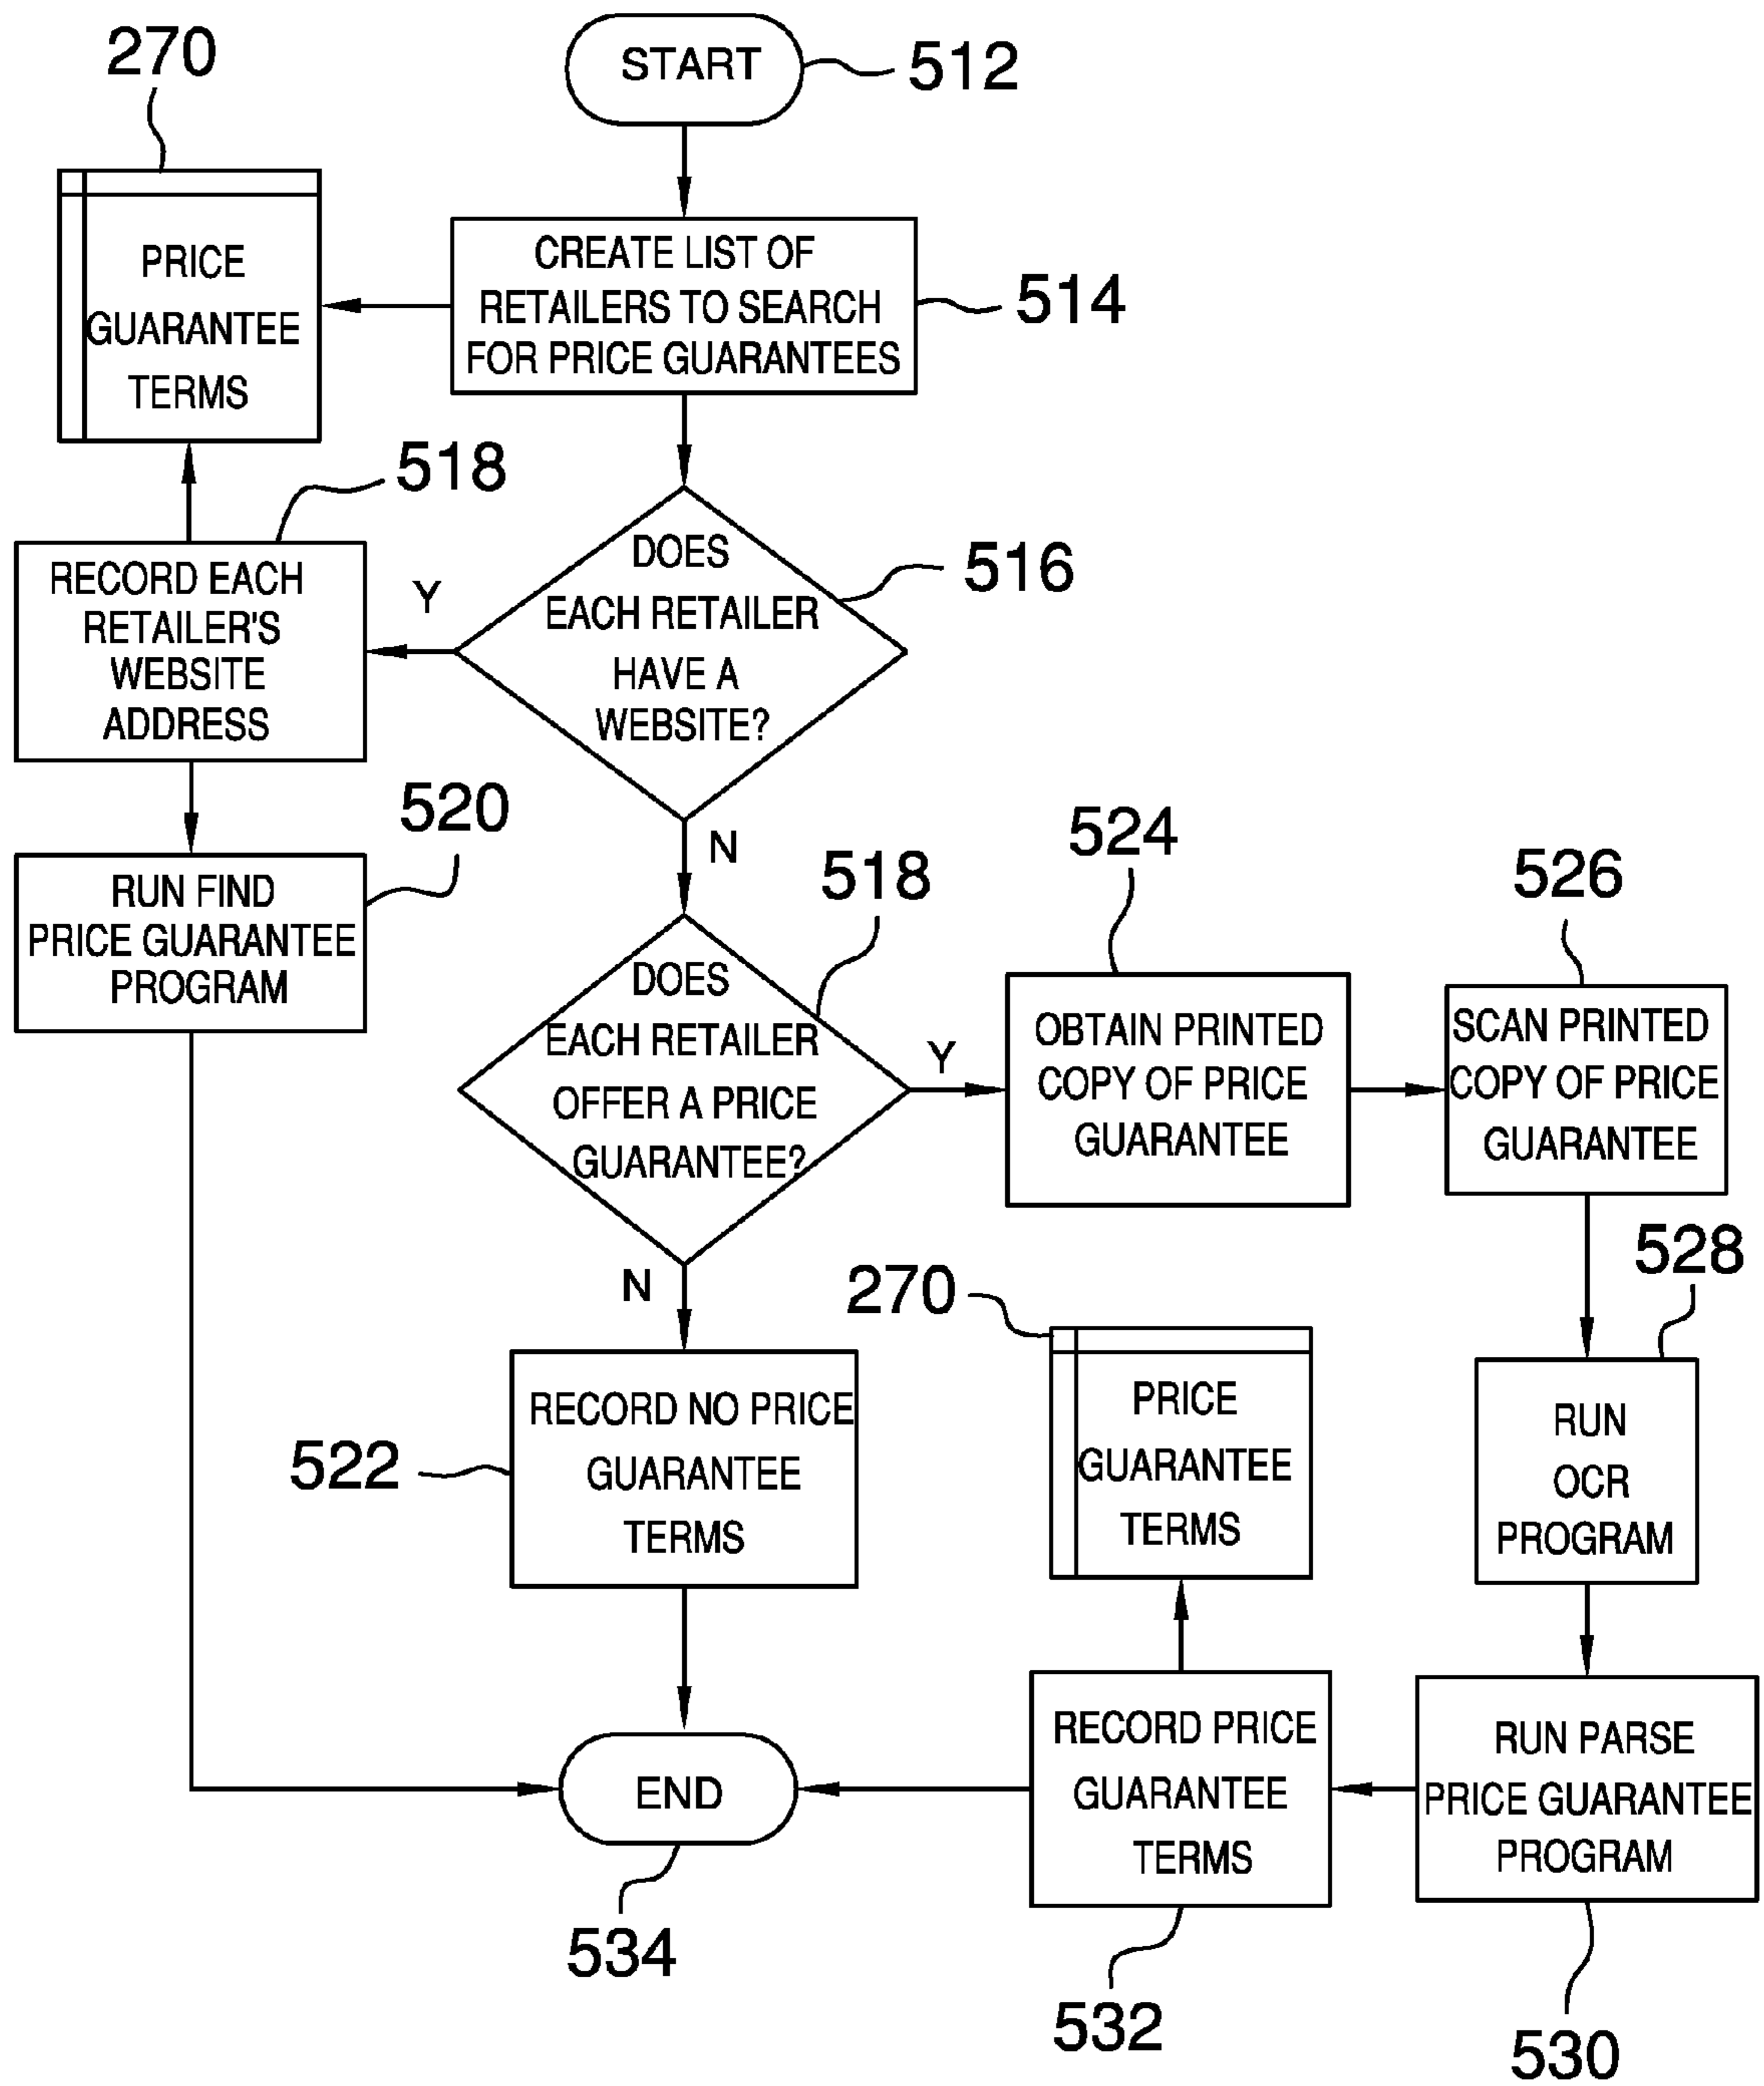 270
START
512
PRICE
GUARANTEE
TERMS
CREATE LIST OF
RETAILERS TO SEARCH
FOR PRICE GUARANTEES
514
518
RECORD EACH
RETAILER'S
WEBSITE
ADDRESS
Y
DOES
EACH RETAILER
HAVE A
WEBSITE?
516
N
520
RUN FIND
PRICE GUARANTEE
PROGRAM
518
DOES
EACH RETAILER
OFFER A PRICE
GUARANTEE?
Y
524
OBTAIN PRINTED
COPY OF PRICE
GUARANTEE
526
SCAN PRINTED
COPY OF PRICE
GUARANTEE
N
522
RECORD NO PRICE
GUARANTEE
TERMS
270
PRICE
GUARANTEE
TERMS
528
RUN
OCR
PROGRAM
END
534
RECORD PRICE
GUARANTEE
TERMS
532
RUN PARSE
PRICE GUARANTEE
PROGRAM
530